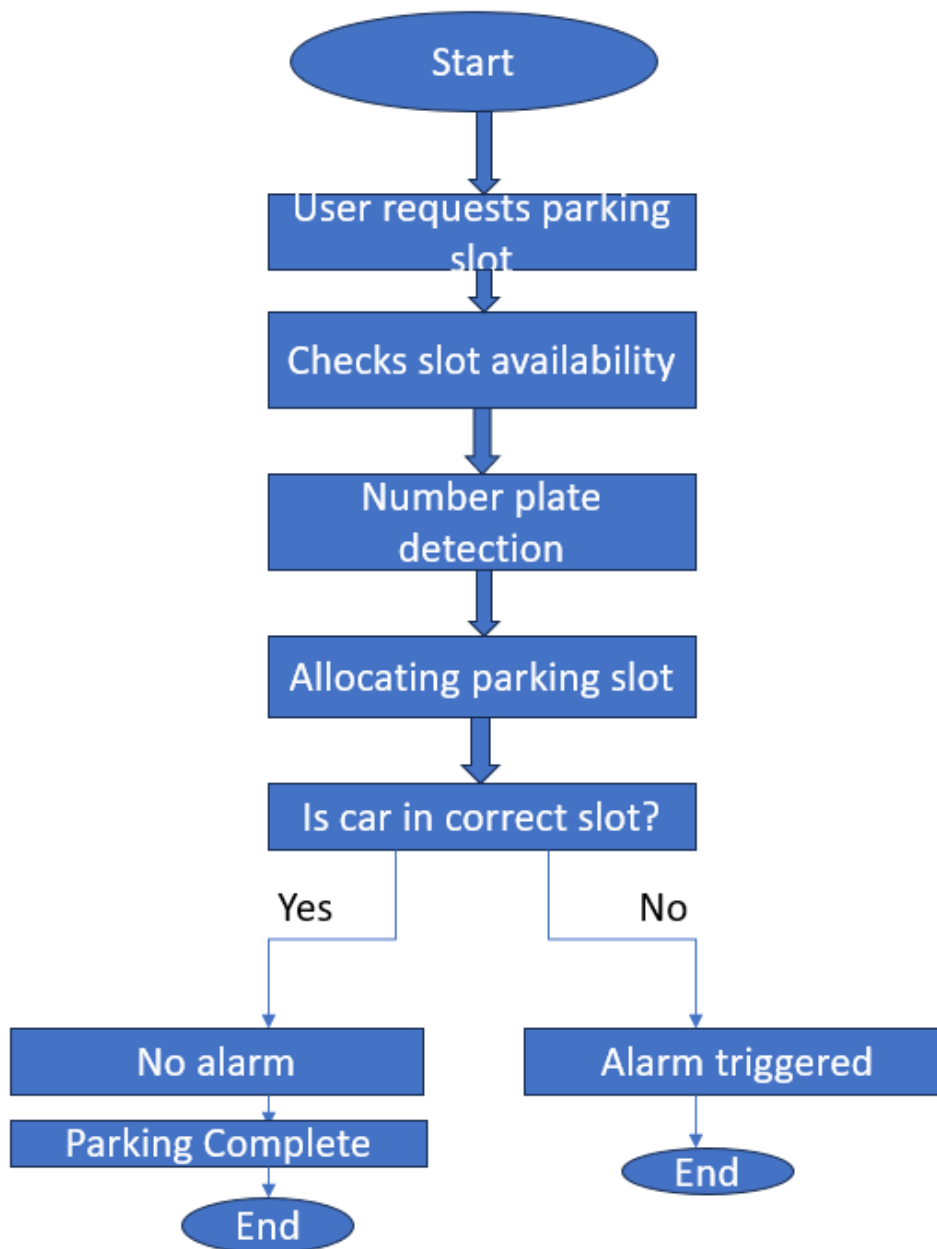 Start
User requests parking
slot
Checks slot availability
Number plate
detection
Allocating parking slot
Is car in correct slot?
Yes
No
No alarm
Alarm triggered
Parking Complete
End
End